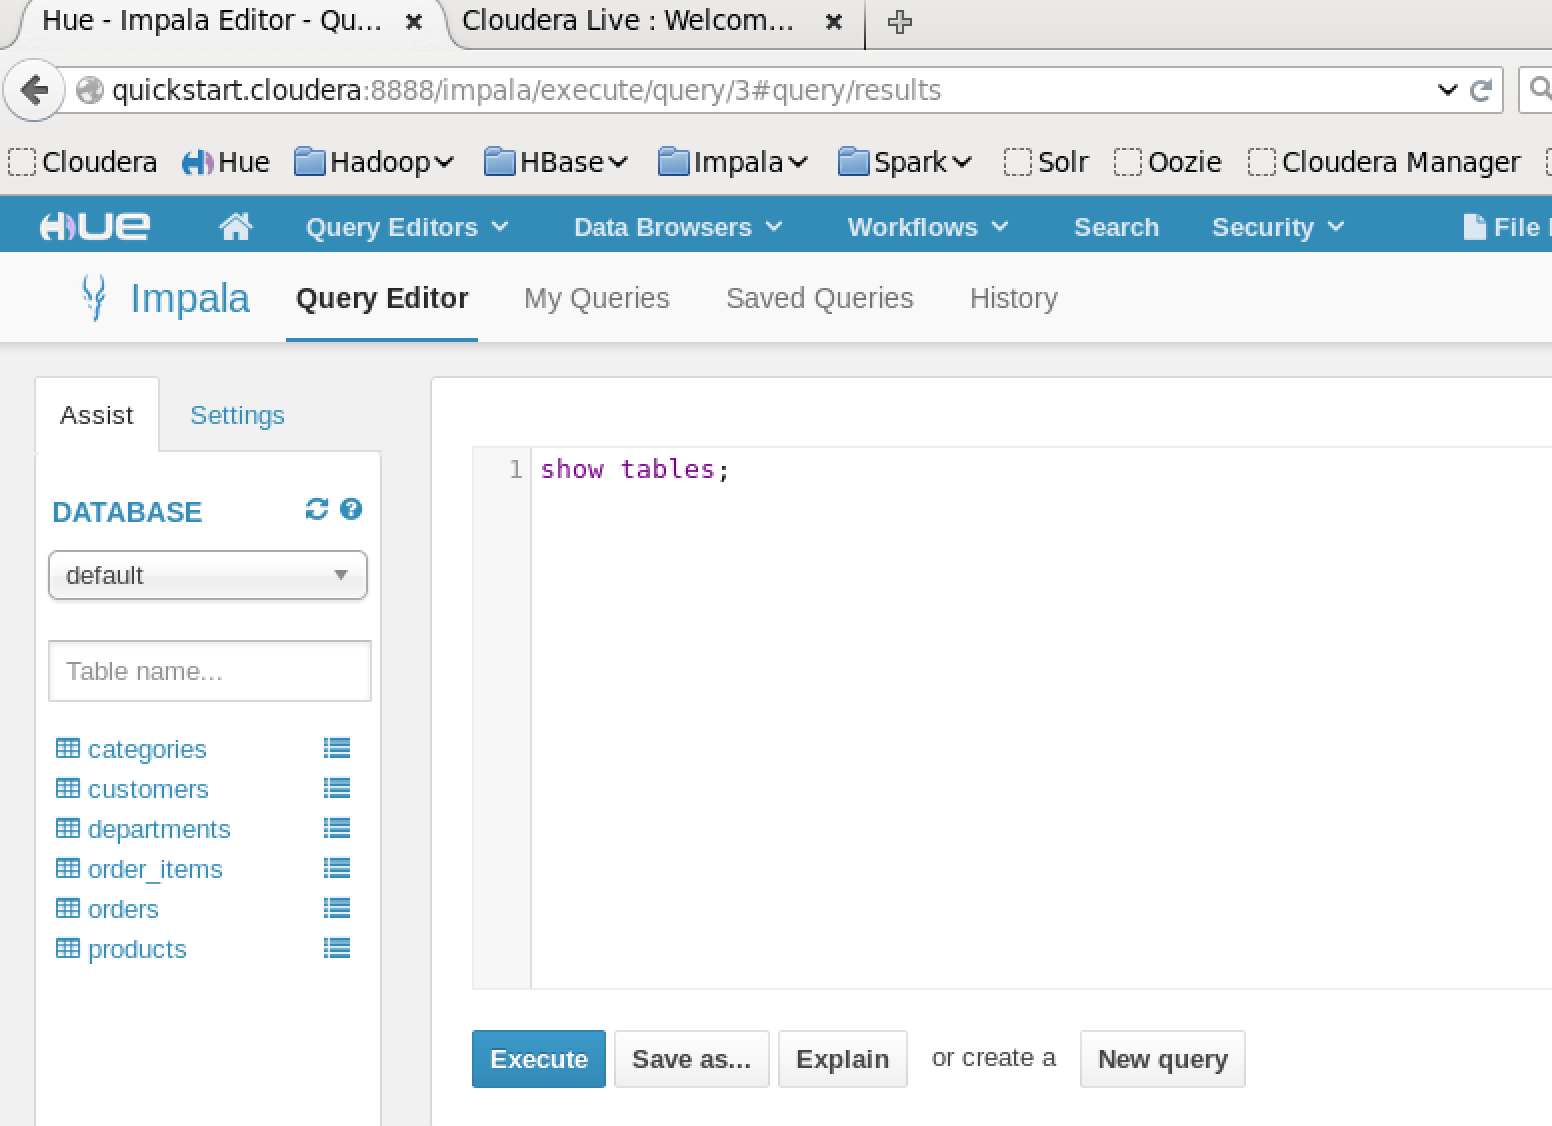 Hue - Impala Editor - Qu... Cloudera Live : Welcom...
quickstart.cloudera:8888/impala/execute/query/3#query/results
Cloudera Hue Hadoop HBase Impala Spark Solr Oozie Cloudera Manager
HUE Query Editors Data Browsers Workflows Search Security File
Impala Query Editor My Queries Saved Queries History
Assist Settings
1 show tables;
DATABASE
default
Table name...
categories
customers
departments
order_items
orders
products
Execute Save as... Explain or create a New query